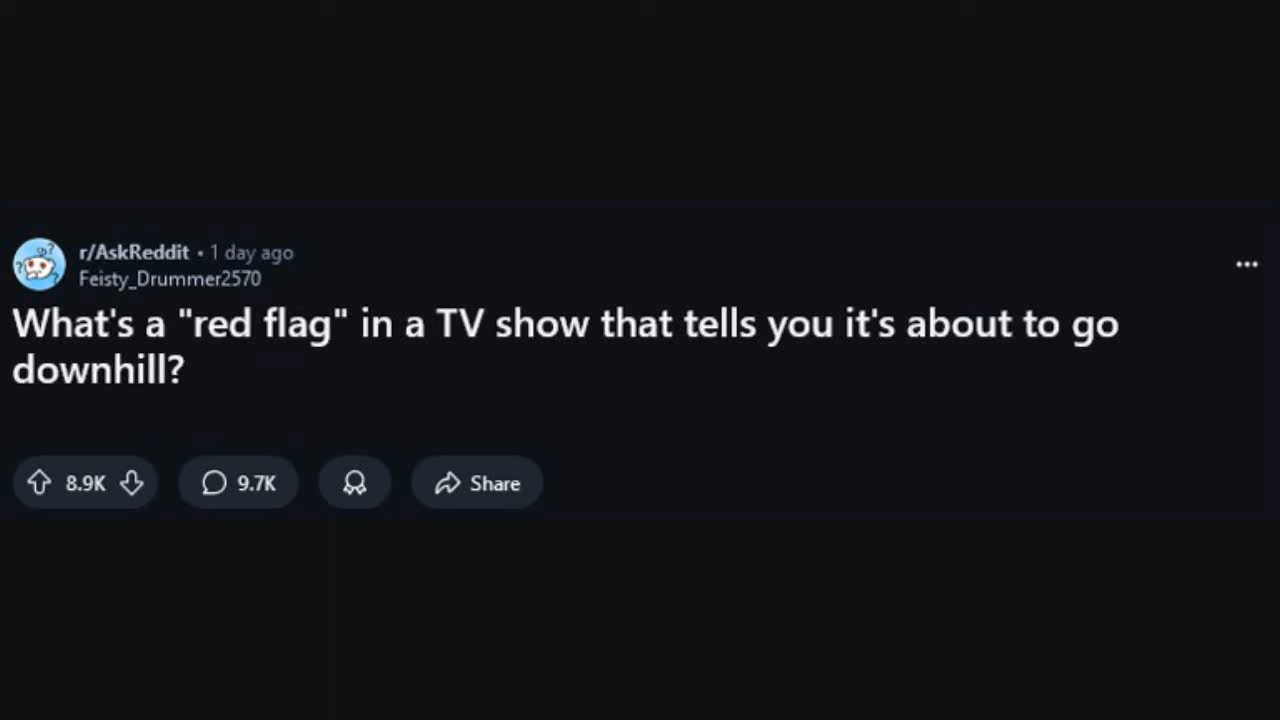 r/AskReddit • 1 day ago
Feisty_Drummer2570
What's a "red flag" in a TV show that tells you it's about to go
downhill?
8.9K 9.7K Share